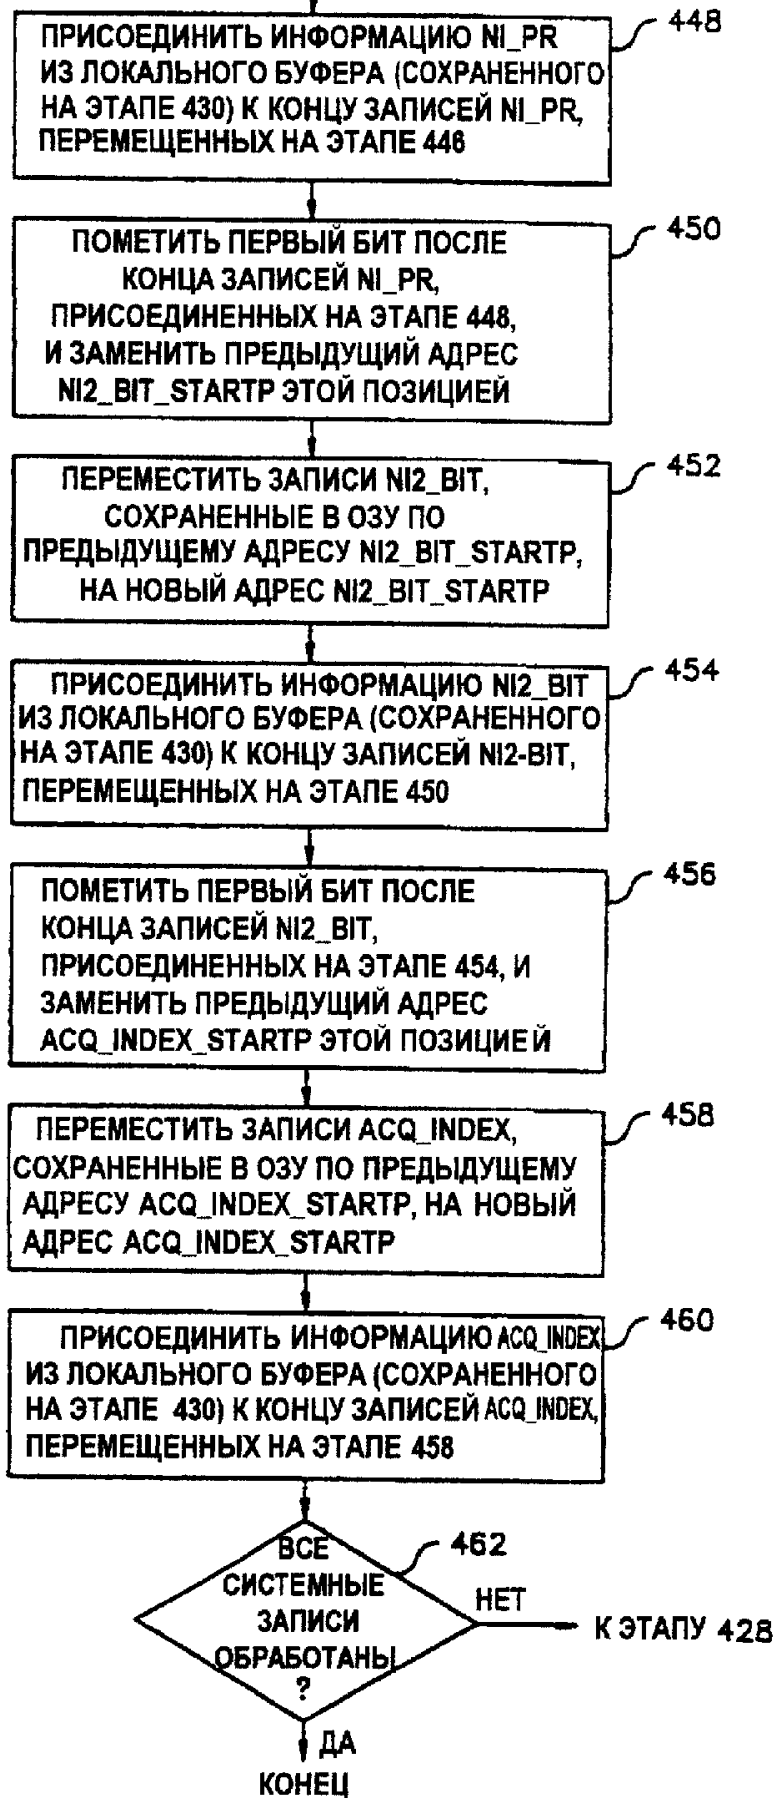 448
ПРИСОЕДИНИТЬ ИНФОРМАЦИЮ NI_PR
ИЗ ЛОКАЛЬНОГО БУФЕРА (СОХРАНЕННОГО
НА ЭТАПЕ 430) К КОНЦУ ЗАПИСЕЙ NI_PR,
ПЕРЕМЕЩЕННЫХ НА ЭТАПЕ 446
450
ПОМЕТИТЬ ПЕРВЫЙ БИТ ПОСЛЕ
КОНЦА ЗАПИСЕЙ NI_PR,
ПРИСОЕДИНЕННЫХ НА ЭТАПЕ 448,
И ЗАМЕНИТЬ ПРЕДЫДУЩИЙ АДРЕС
NI2_BIT_STARTP ЭТОЙ ПОЗИЦИЕЙ
452
ПЕРЕМЕСТИТЬ ЗАПИСИ NI2_BIT,
СОХРАНЕННЫЕ В ОЗУ ПО
ПРЕДЫДУЩЕМУ АДРЕСУ NI2_BIT_STARTP,
НА НОВЫЙ АДРЕС NI2_BIT_STARTP
454
ПРИСОЕДИНИТЬ ИНФОРМАЦИЮ NI2_BIT
ИЗ ЛОКАЛЬНОГО БУФЕРА (СОХРАНЕННОГО
НА ЭТАПЕ 430) К КОНЦУ ЗАПИСЕЙ NI2-BIT,
ПЕРЕМЕЩЕННЫХ НА ЭТАПЕ 450
456
ПОМЕТИТЬ ПЕРВЫЙ БИТ ПОСЛЕ
КОНЦА ЗАПИСЕЙ NI2_BIT,
ПРИСОЕДИНЕННЫХ НА ЭТАПЕ 454, И
ЗАМЕНИТЬ ПРЕДЫДУЩИЙ АДРЕС
ACQ_INDEX_STARTP ЭТОЙ ПОЗИЦИЕЙ
458
ПЕРЕМЕСТИТЬ ЗАПИСИ ACQ_INDEX,
СОХРАНЕННЫЕ В ОЗУ ПО ПРЕДЫДУЩЕМУ
АДРЕСУ ACQ_INDEX_STARTP, НА НОВЫЙ
АДРЕС ACQ_INDEX_STARTP
460
ПРИСОЕДИНИТЬ ИНФОРМАЦИЮ ACQ_INDEX
ИЗ ЛОКАЛЬНОГО БУФЕРА (СОХРАНЕННОГО
НА ЭТАПЕ 430) К КОНЦУ ЗАПИСЕЙ ACQ_INDEX,
ПЕРЕМЕЩЕННЫХ НА ЭТАПЕ 458
462
ВСЕ
СИСТЕМНЫЕ
ЗАПИСИ
ОБРАБОТАНЫ
?
НЕТ
К ЭТАПУ 428
ДА
КОНЕЦ